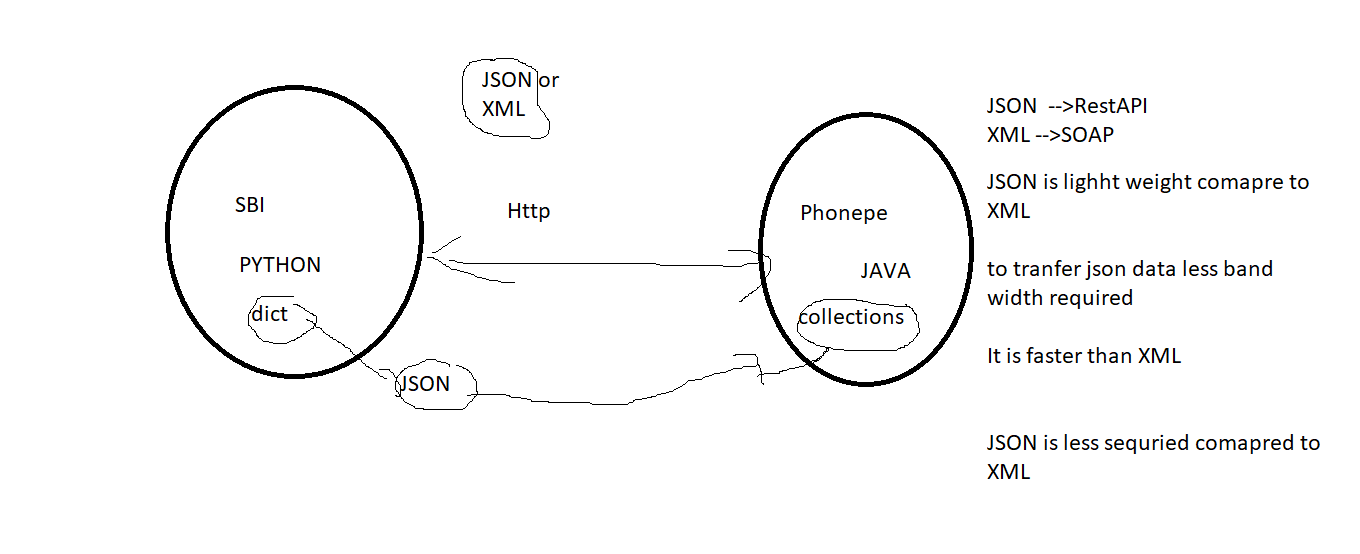 JSON or
XML
SBI
PYTHON
dict
JSON
Http
Phonepe
JAVA
collections
JSON  -->RestAPI
XML -->SOAP
JSON is lighht weight comapre to
XML
to tranfer json data less band
width required
It is faster than XML
JSON is less sequried comapred to
XML